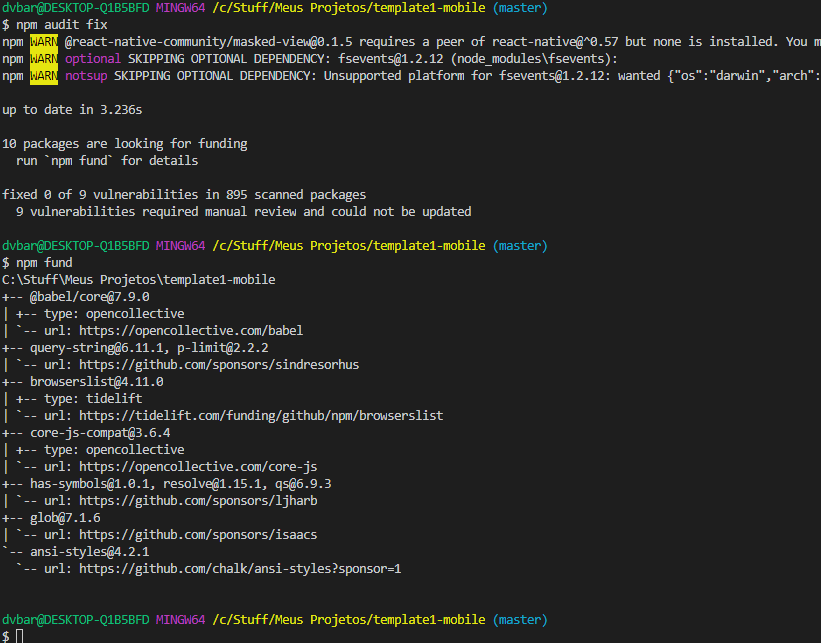 dvbar@DESKTOP-Q1B5BFD MINGW64 /c/Stuff/Meus Projetos/template1-mobile (master)
$ npm audit fix
npm WARN @react-native-community/masked-view@0.1.5 requires a peer of react-native@^0.57 but none is installed. You m
npm WARN optional SKIPPING OPTIONAL DEPENDENCY: fsevents@1.2.12 (node_modules\fsevents):
npm WARN notsup SKIPPING OPTIONAL DEPENDENCY: Unsupported platform for fsevents@1.2.12: wanted {"os":"darwin","arch":
up to date in 3.236s
10 packages are looking for funding
  run `npm fund` for details
fixed 0 of 9 vulnerabilities in 895 scanned packages
  9 vulnerabilities required manual review and could not be updated
dvbar@DESKTOP-Q1B5BFD MINGW64 /c/Stuff/Meus Projetos/template1-mobile (master)
$ npm fund
C:\Stuff\Meus Projetos\template1-mobile
+-- @babel/core@7.9.0
| +-- type: opencollective
| `-- url: https://opencollective.com/babel
+-- query-string@6.11.1, p-limit@2.2.2
| `-- url: https://github.com/sponsors/sindresorhus
+-- browserslist@4.11.0
| +-- type: tidelift
| `-- url: https://tidelift.com/funding/github/npm/browserslist
+-- core-js-compat@3.6.4
| +-- type: opencollective
| `-- url: https://opencollective.com/core-js
+-- has-symbols@1.0.1, resolve@1.15.1, qs@6.9.3
| `-- url: https://github.com/sponsors/ljharb
+-- glob@7.1.6
| `-- url: https://github.com/sponsors/isaacs
`-- ansi-styles@4.2.1
  `-- url: https://github.com/chalk/ansi-styles?sponsor=1
dvbar@DESKTOP-Q1B5BFD MINGW64 /c/Stuff/Meus Projetos/template1-mobile (master)
$